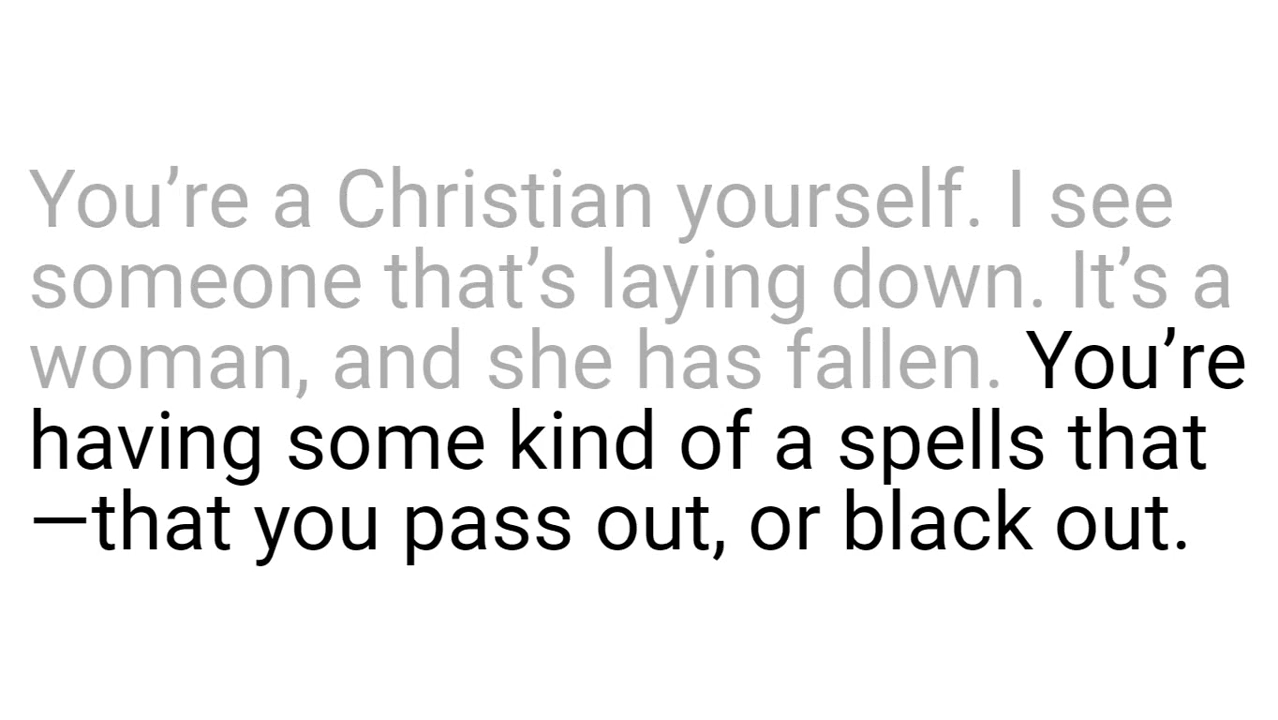 You’re a Christian yourself. I see
someone that’s laying down. It’s a
woman, and she has fallen. You’re
having some kind of a spells that
—that you pass out, or black out.